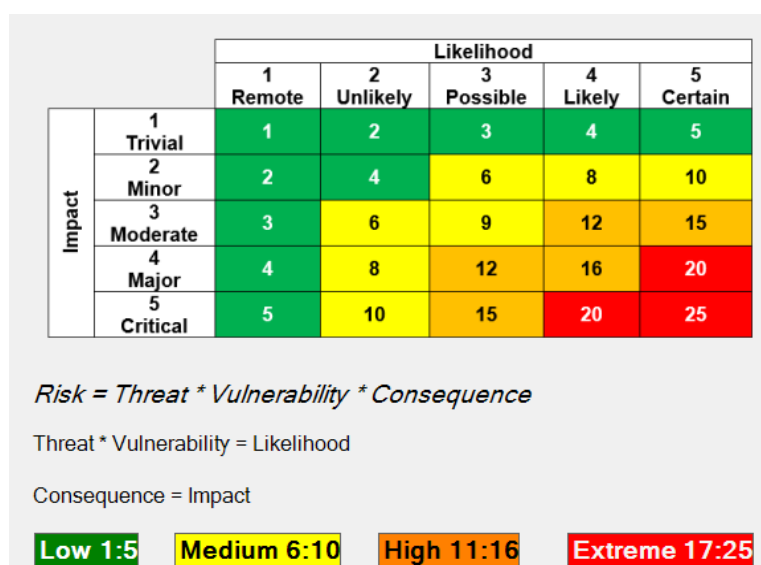 Likelihood
1 2 3 4 5
Remote Unlikely Possible Likely Certain
Impact
1
Trivial 1 2 3 4 5
2
Minor 2 4 6 8 10
3
Moderate 3 6 9 12 15
4
Major 4 8 12 16 20
5
Critical 5 10 15 20 25
Risk = Threat * Vulnerability * Consequence
Threat * Vulnerability = Likelihood
Consequence = Impact
Low 1:5 Medium 6:10 High 11:16 Extreme 17:25